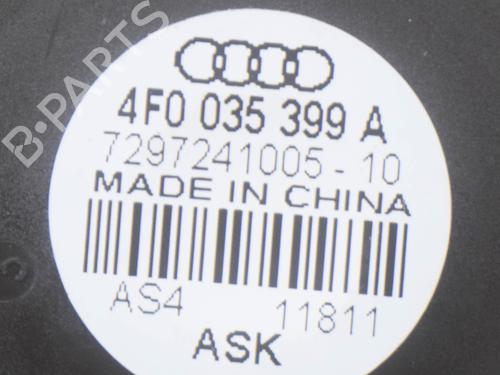 B-PARTS
4F0 035 399 A
7297241005-10
MADE IN CHINA
AS4 11811
ASK